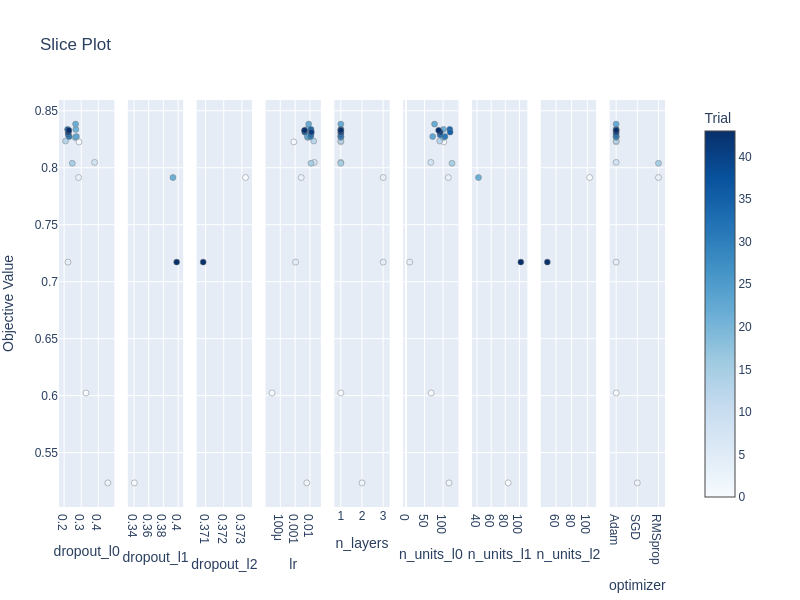 Slice Plot
Trial
Objective Value
0.85
0.8
0.75
0.7
0.65
0.6
0.55
0.2
0.3
0.4
dropout_l0
0.34
0.36
0.38
0.4
dropout_l1
0.371
0.372
0.373
dropout_l2
100μ
0.001
0.01
lr
1
2
3
n_layers
0
50
100
n_units_l0
40
60
80
100
n_units_l1
60
80
100
n_units_l2
Adam
SGD
RMSprop
optimizer
40
35
30
25
20
15
10
5
0